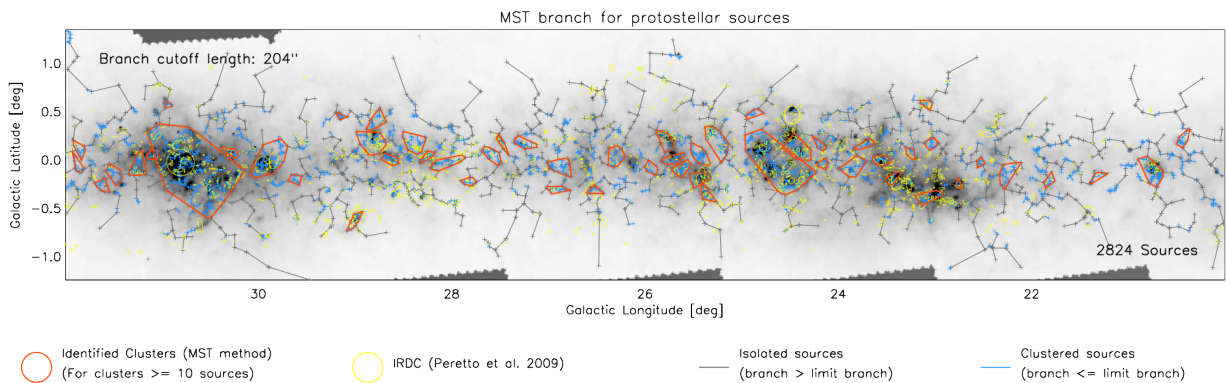 MST branch for protostellar sources
Branch cutoff length: 204"
1.0
0.5
0.0
−0.5
−1.0
Galactic Latitude [deg]
2824 Sources
30 28 26 24 22
Galactic Longitude [deg]
Identified Clusters (MST method)
(For clusters >= 10 sources)
IRDC (Peretto et al. 2009)
Isolated sources
(branch > limit branch)
Clustered sources
(branch <= limit branch)